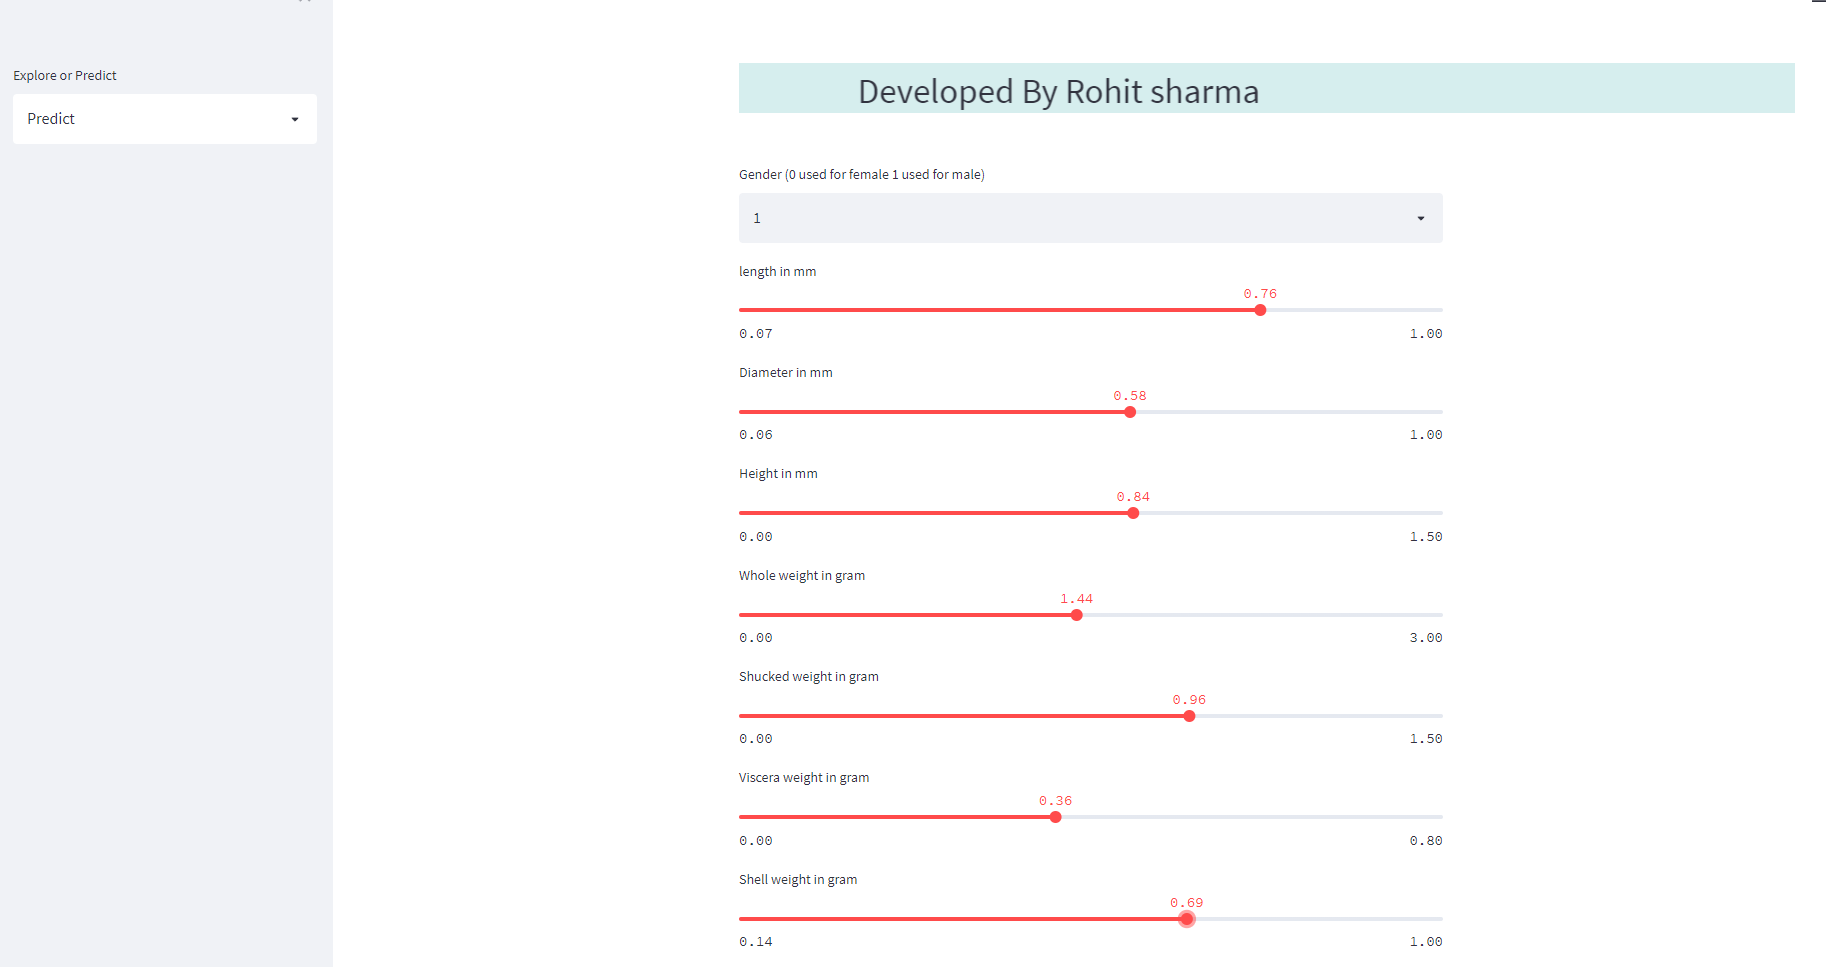 Explore or Predict
Predict
Developed By Rohit sharma
Gender (0 used for female 1 used for male)
1
length in mm
0.76
0.07 1.00
Diameter in mm
0.58
0.06 1.00
Height in mm
0.84
0.00 1.50
Whole weight in gram
1.44
0.00 3.00
Shucked weight in gram
0.96
0.00 1.50
Viscera weight in gram
0.36
0.00 0.80
Shell weight in gram
0.69
0.14 1.00